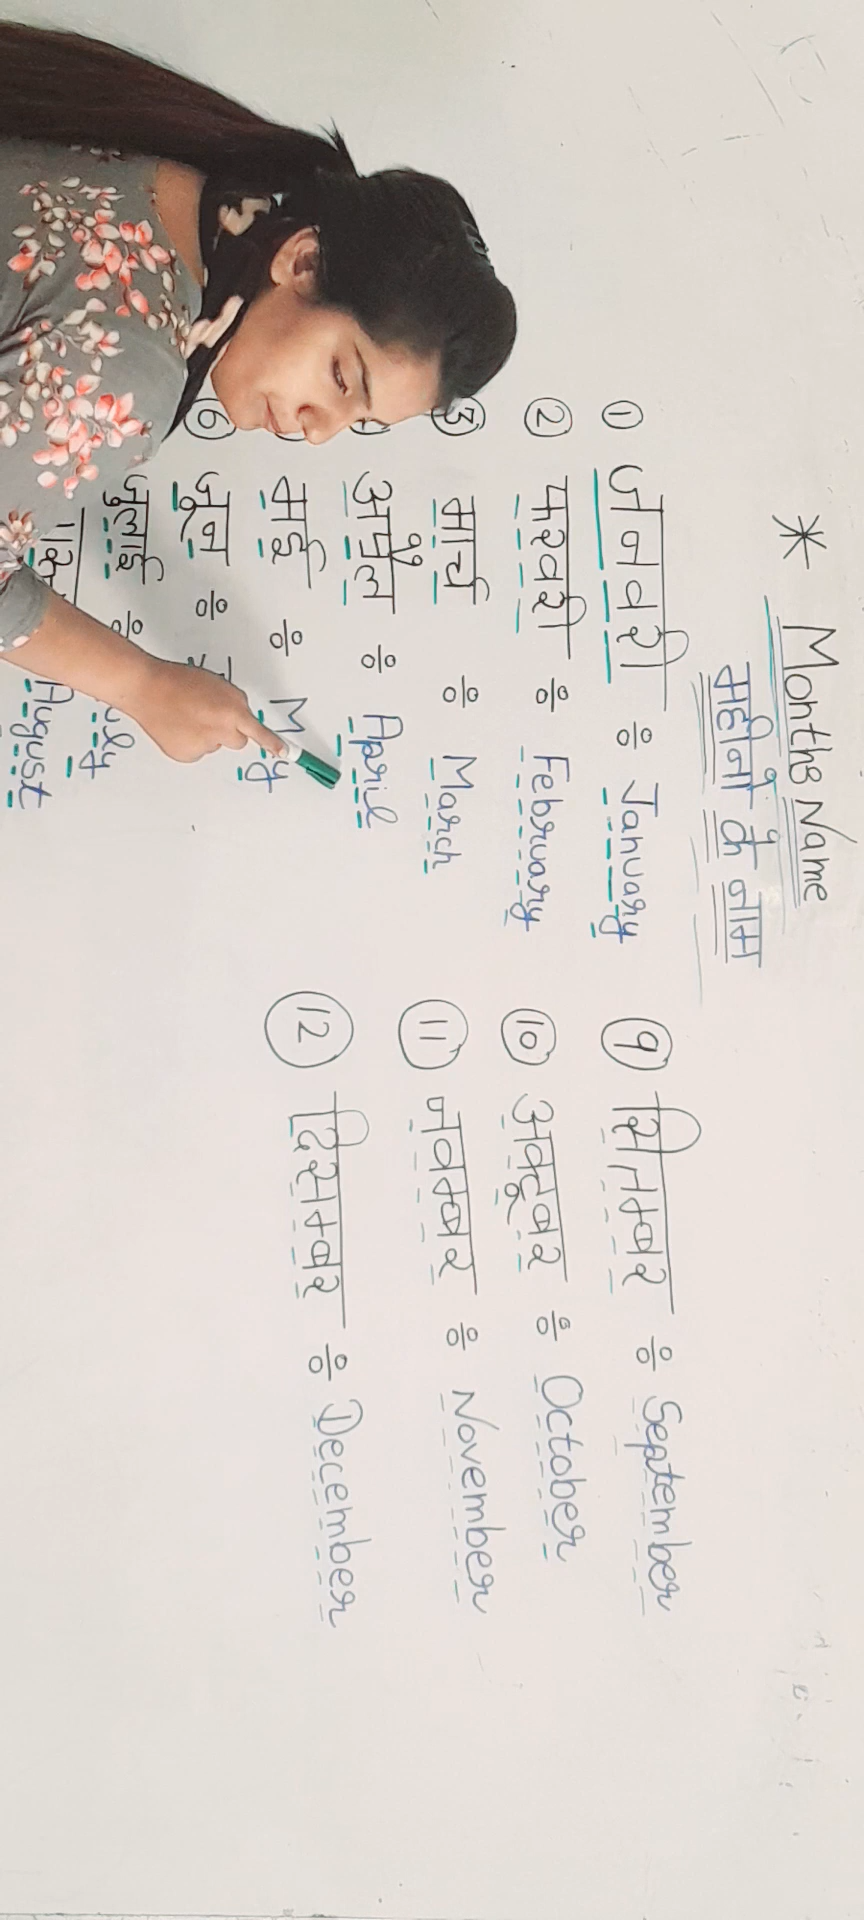 * Months Name
महीनो के नाम
① जनवरी ः January
② फरवरी ः February
③ मार्च ः March
अप्रैल ः April
मई ः May
6 जून ः
जुलाई ः uly
August
⑨ सितम्बर ः September
⑩ अक्टूबर ः October
⑪ नवम्बर ः November
⑫ दिसम्बर ः December